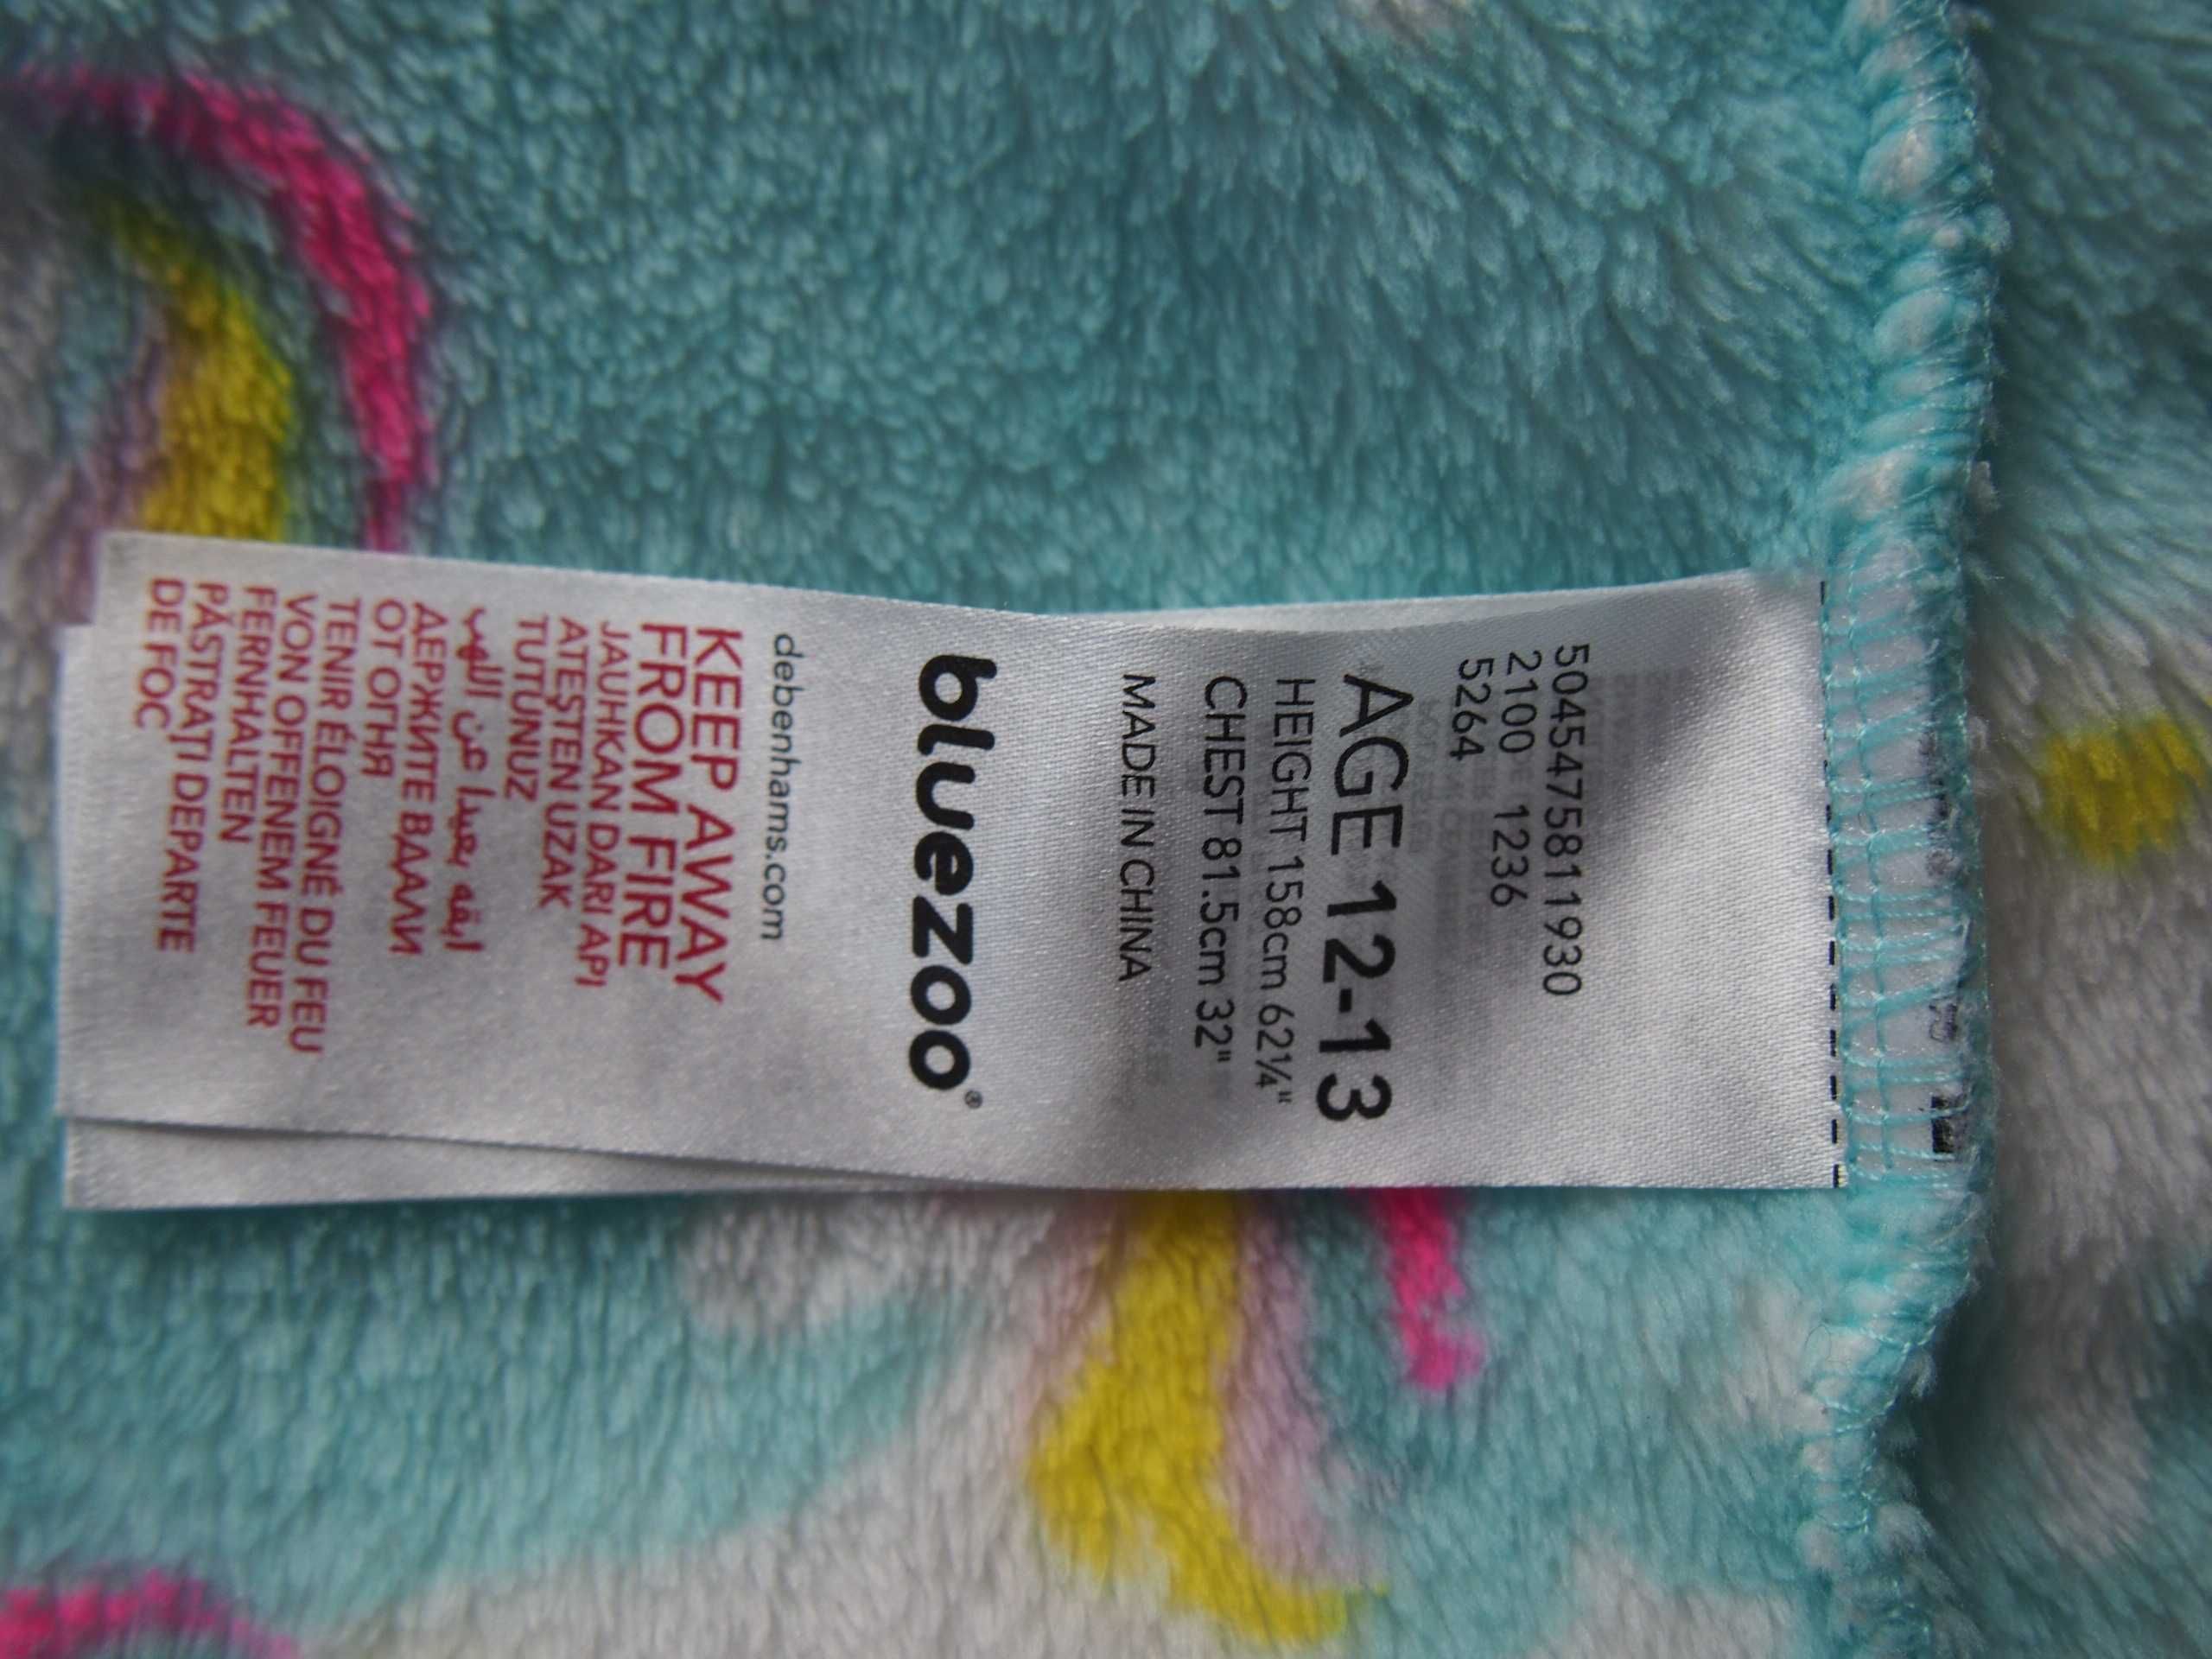 5045475811930
2100 1236
5264
AGE 12-13
HEIGHT 158cm 62¼"
CHEST 81.5cm 32"
MADE IN CHINA
bluezoo®
debenhams.com
KEEP AWAY
FROM FIRE
JAUHKAN DARI API
ATEŞTEN UZAK
TUTUNUZ
ابقه بعيدا عن اللهب
ДЕРЖИТЕ ВДАЛИ
ОТ ОГНЯ
TENIR ÉLOIGNÉ DU FEU
VON OFFENEM FEUER
FERNHALTEN
PĂSTRAȚI DEPARTE
DE FOC